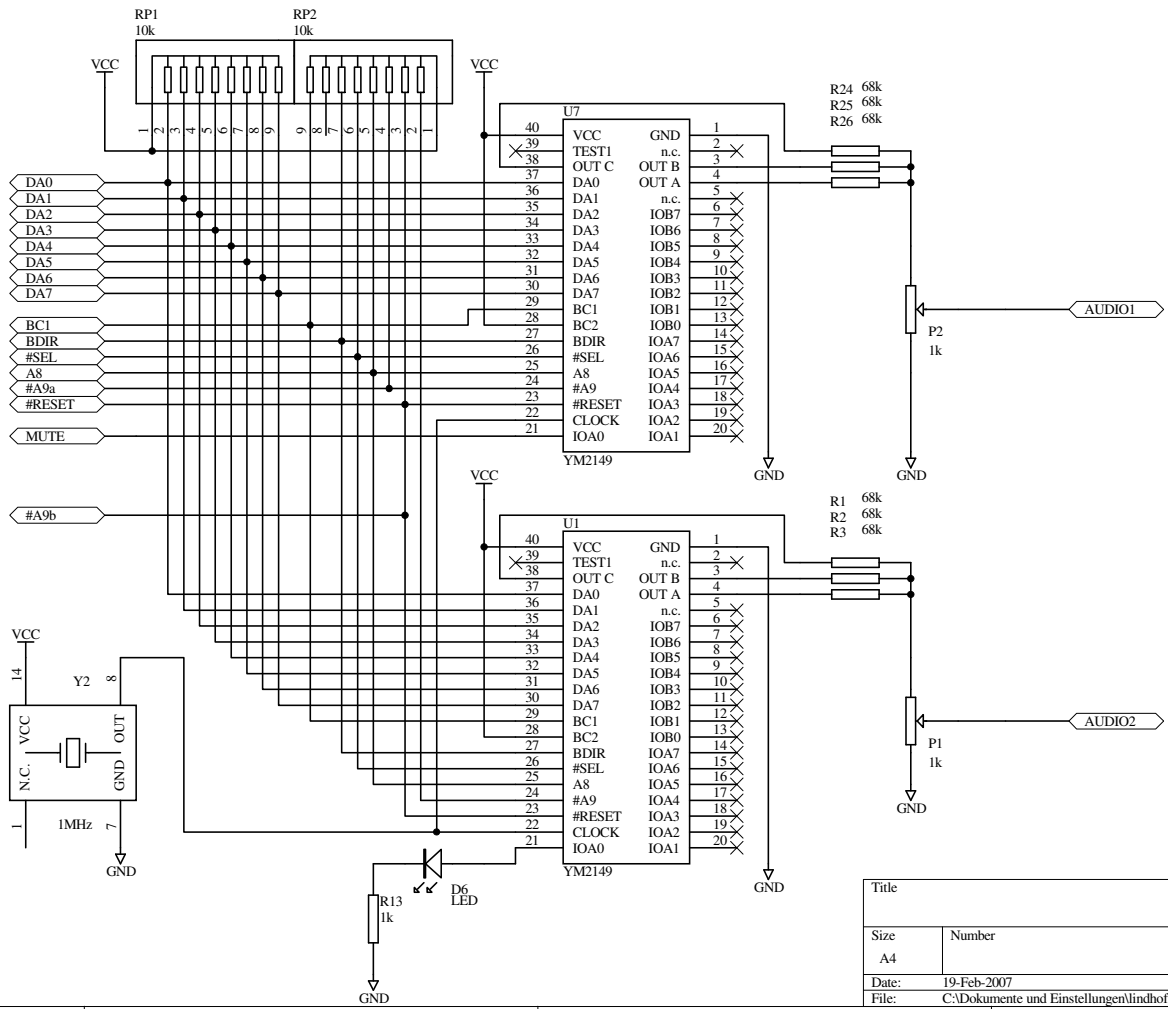 RP1 RP2
10k 10k
VCC VCC
1 2 3 4 5 6 7 8 9 9 8 7 6 5 4 3 2 1
R24 68k
R25 68k
R26 68k
U7
40 VCC GND 1
39 TEST1 n.c. 2
38 OUT C OUT B 3
37 DA0 OUT A 4
36 DA1 n.c. 5
35 DA2 IOB7 6
34 DA3 IOB6 7
33 DA4 IOB5 8
32 DA5 IOB4 9
31 DA6 IOB3 10
30 DA7 IOB2 11
29 BC1 IOB1 12
28 BC2 IOB0 13
27 BDIR IOA7 14
26 #SEL IOA6 15
25 A8 IOA5 16
24 #A9 IOA4 17
23 #RESET IOA3 18
22 CLOCK IOA2 19
21 IOA0 IOA1 20
YM2149
DA0
DA1
DA2
DA3
DA4
DA5
DA6
DA7
BC1
BDIR
#SEL
A8
#A9a
#RESET
MUTE
#A9b
AUDIO1
P2
1k
GND GND
VCC
R1 68k
R2 68k
R3 68k
U1
40 VCC GND 1
39 TEST1 n.c. 2
38 OUT C OUT B 3
37 DA0 OUT A 4
36 DA1 n.c. 5
35 DA2 IOB7 6
34 DA3 IOB6 7
33 DA4 IOB5 8
32 DA5 IOB4 9
31 DA6 IOB3 10
30 DA7 IOB2 11
29 BC1 IOB1 12
28 BC2 IOB0 13
27 BDIR IOA7 14
26 #SEL IOA6 15
25 A8 IOA5 16
24 #A9 IOA4 17
23 #RESET IOA3 18
22 CLOCK IOA2 19
21 IOA0 IOA1 20
YM2149
AUDIO2
P1
1k
GND
GND
VCC
14 Y2 8
VCC OUT
N.C. GND
1 1MHz 7
GND
D6
LED
R13
1k
GND
Title
Size Number
A4
Date: 19-Feb-2007
File: C:\Dokumente und Einstellungen\lindhof